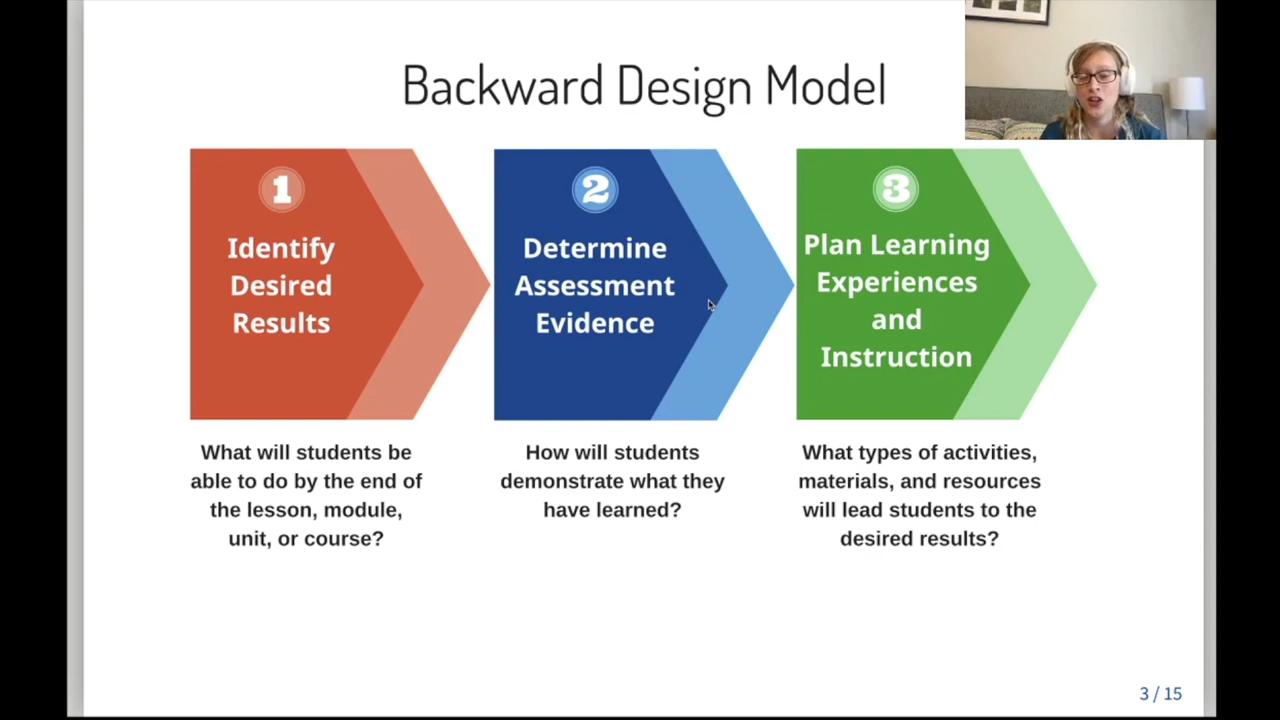 Backward Design Model
1
Identify
Desired
Results
What will students be
able to do by the end of
the lesson, module,
unit, or course?
2
Determine
Assessment
Evidence
How will students
demonstrate what they
have learned?
3
Plan Learning
Experiences
and
Instruction
What types of activities,
materials, and resources
will lead students to the
desired results?
3 / 15